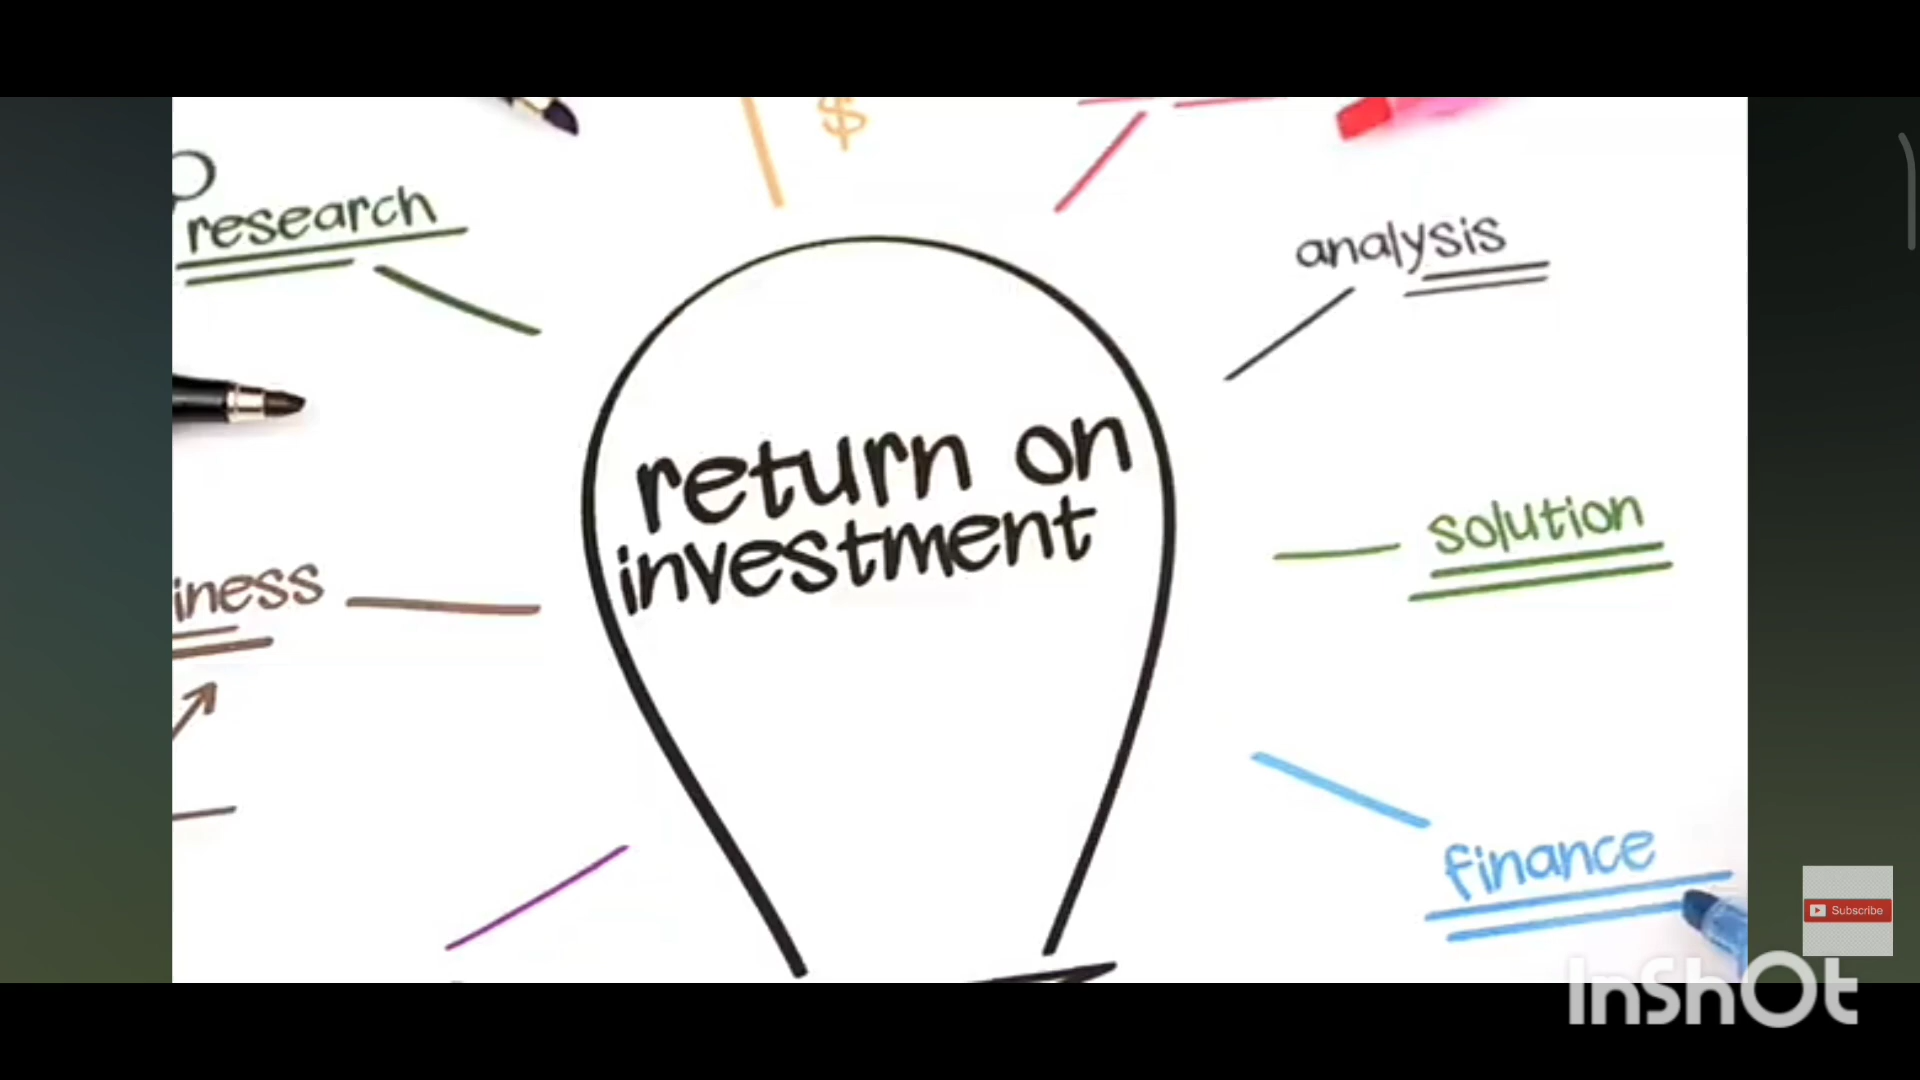 $
research
analysis
return on
investment
solution
iness
finance
Subscribe
InShOt